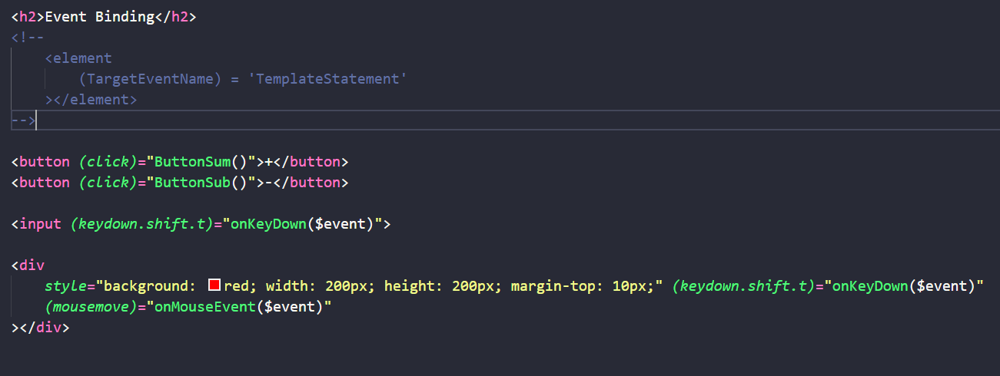 <h2>Event Binding</h2>
<!--
    <element
        (TargetEventName) = 'TemplateStatement'
    ></element>
-->
<button (click)="ButtonSum()">+</button>
<button (click)="ButtonSub()">-</button>
<input (keydown.shift.t)="onKeyDown($event)">
<div
    style="background: red; width: 200px; height: 200px; margin-top: 10px;" (keydown.shift.t)="onKeyDown($event)"
    (mousemove)="onMouseEvent($event)"
></div>